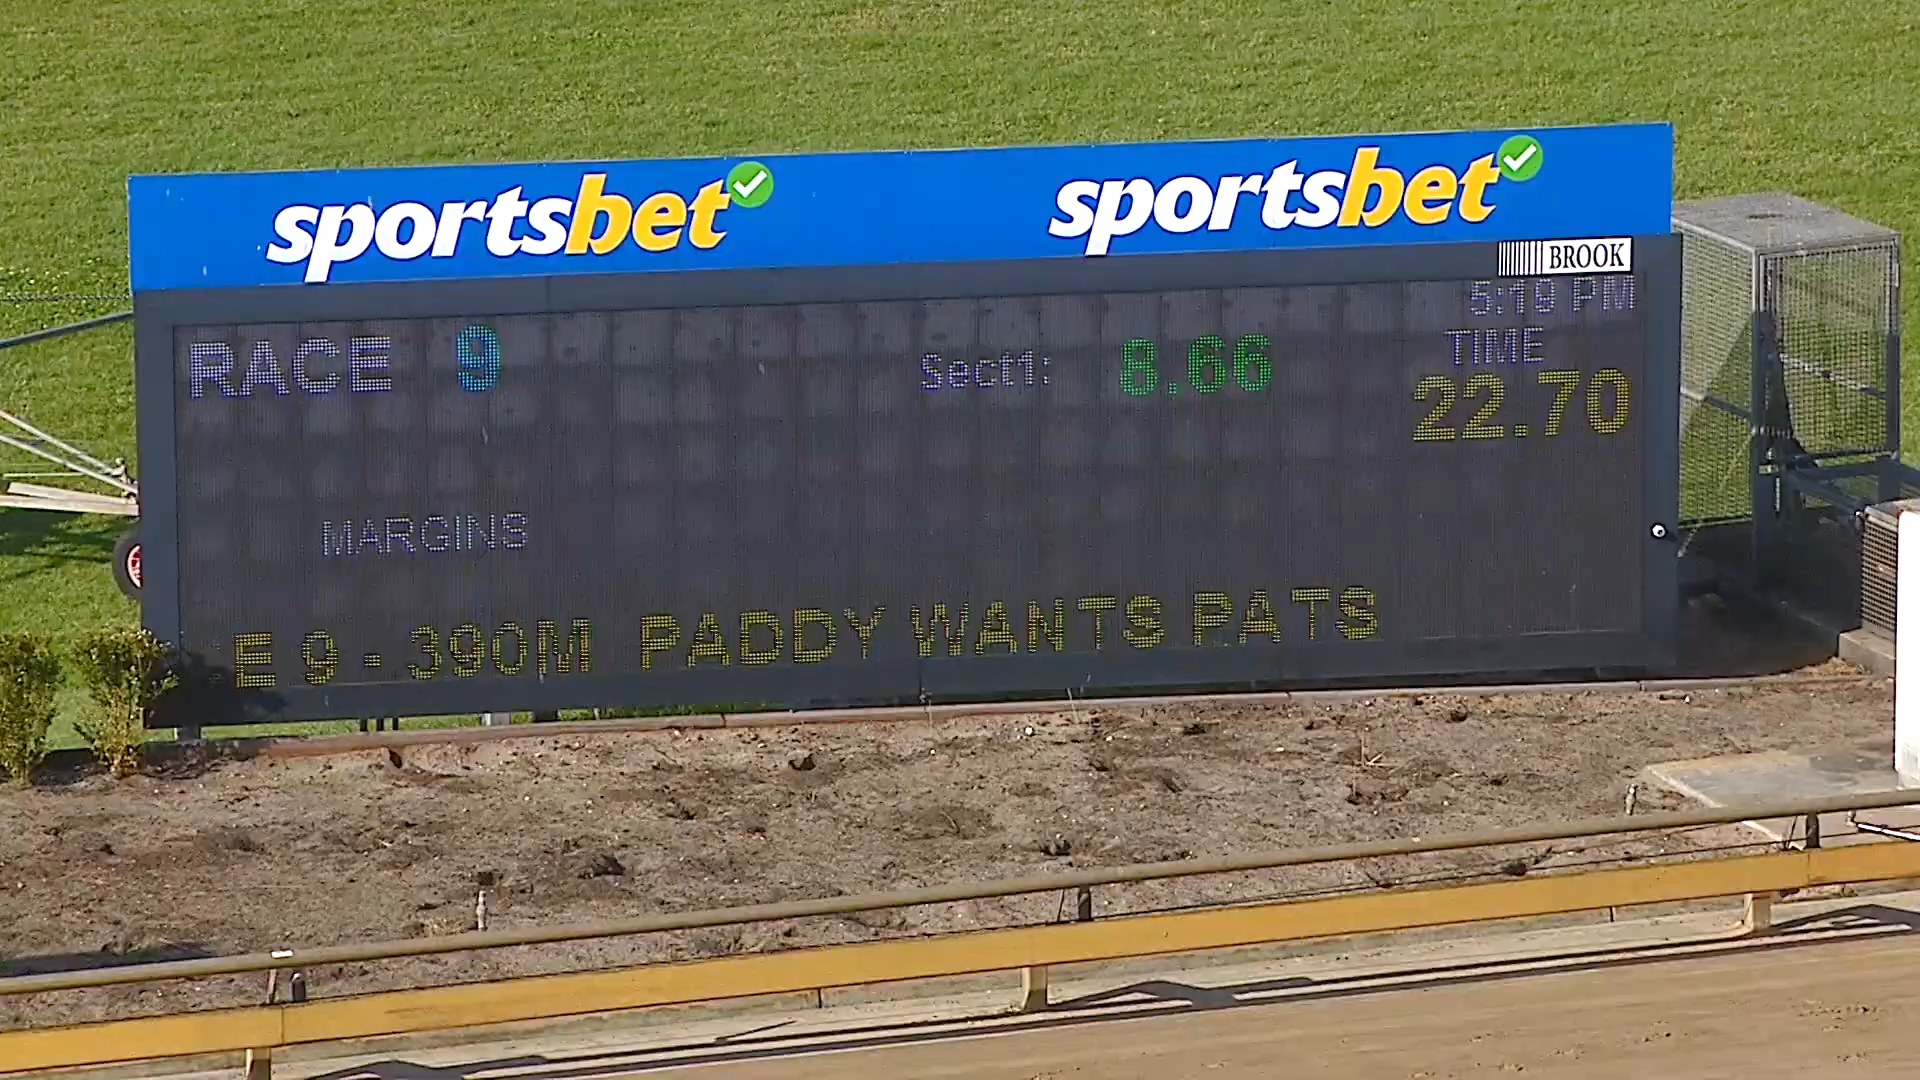 sportsbet sportsbet
BROOK
5:19 PM
RACE 9 Sect1: 8.66 TIME
22.70
MARGINS
E 9 - 390M PADDY WANTS PATS